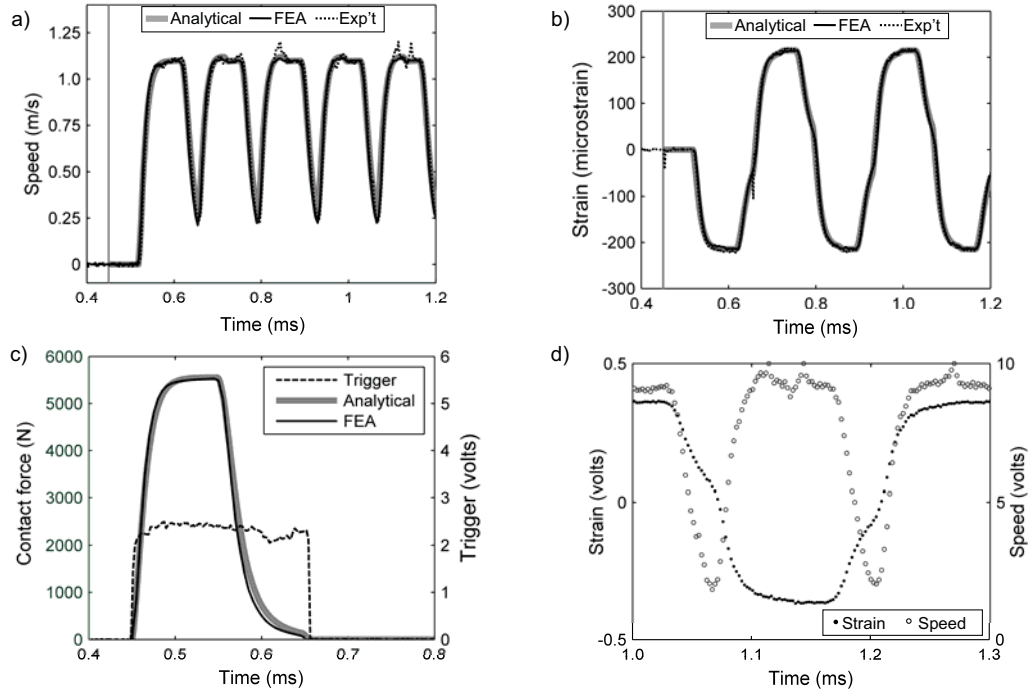 a)
Analytical FEA Exp't
1.25
1.0
0.75
0.50
0.25
0
Speed (m/s)
0.4 0.6 0.8 1 1.2
Time (ms)
b)
Analytical FEA Exp't
300
200
100
0
-100
-200
-300
Strain (microstrain)
0.4 0.6 0.8 1.0 1.2
Time (ms)
c)
Trigger
Analytical
FEA
6000
5000
4000
3000
2000
1000
0
Contact force (N)
6
5
4
3
2
1
0
Trigger (volts)
0.4 0.5 0.6 0.7 0.8
Time (ms)
d)
0.5
0
-0.5
Strain (volts)
10
5
0
Speed (volts)
Strain Speed
1.0 1.1 1.2 1.3
Time (ms)